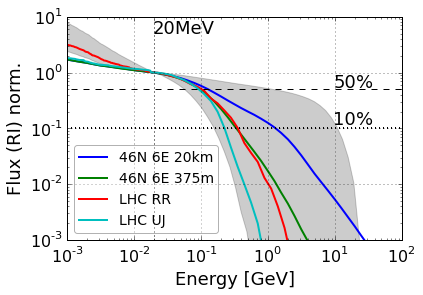 10^1
20MeV
10^0
50%
10^-1
10%
10^-2
10^-3
Flux (RI) norm.
46N 6E 20km
46N 6E 375m
LHC RR
LHC UJ
10^-3 10^-2 10^-1 10^0 10^1 10^2
Energy [GeV]